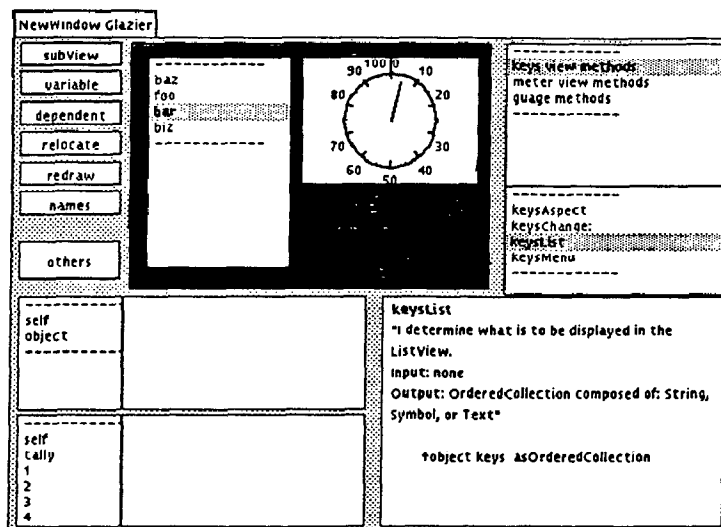 NewWindow Glazier
subView
variable
dependent
relocate
redraw
names
others
baz
foo
bar
biz
100 0
90 10
80 20
70 30
60 40
50
keys view methods
meter view methods
guage methods
keysAspect
keysChange:
keysList
keysMenu
self
object
self
tally
1
2
3
4
keysList
"I determine what is to be displayed in the
ListView.
Input: none
Output: OrderedCollection composed of: String,
Symbol, or Text"
↑object keys asOrderedCollection